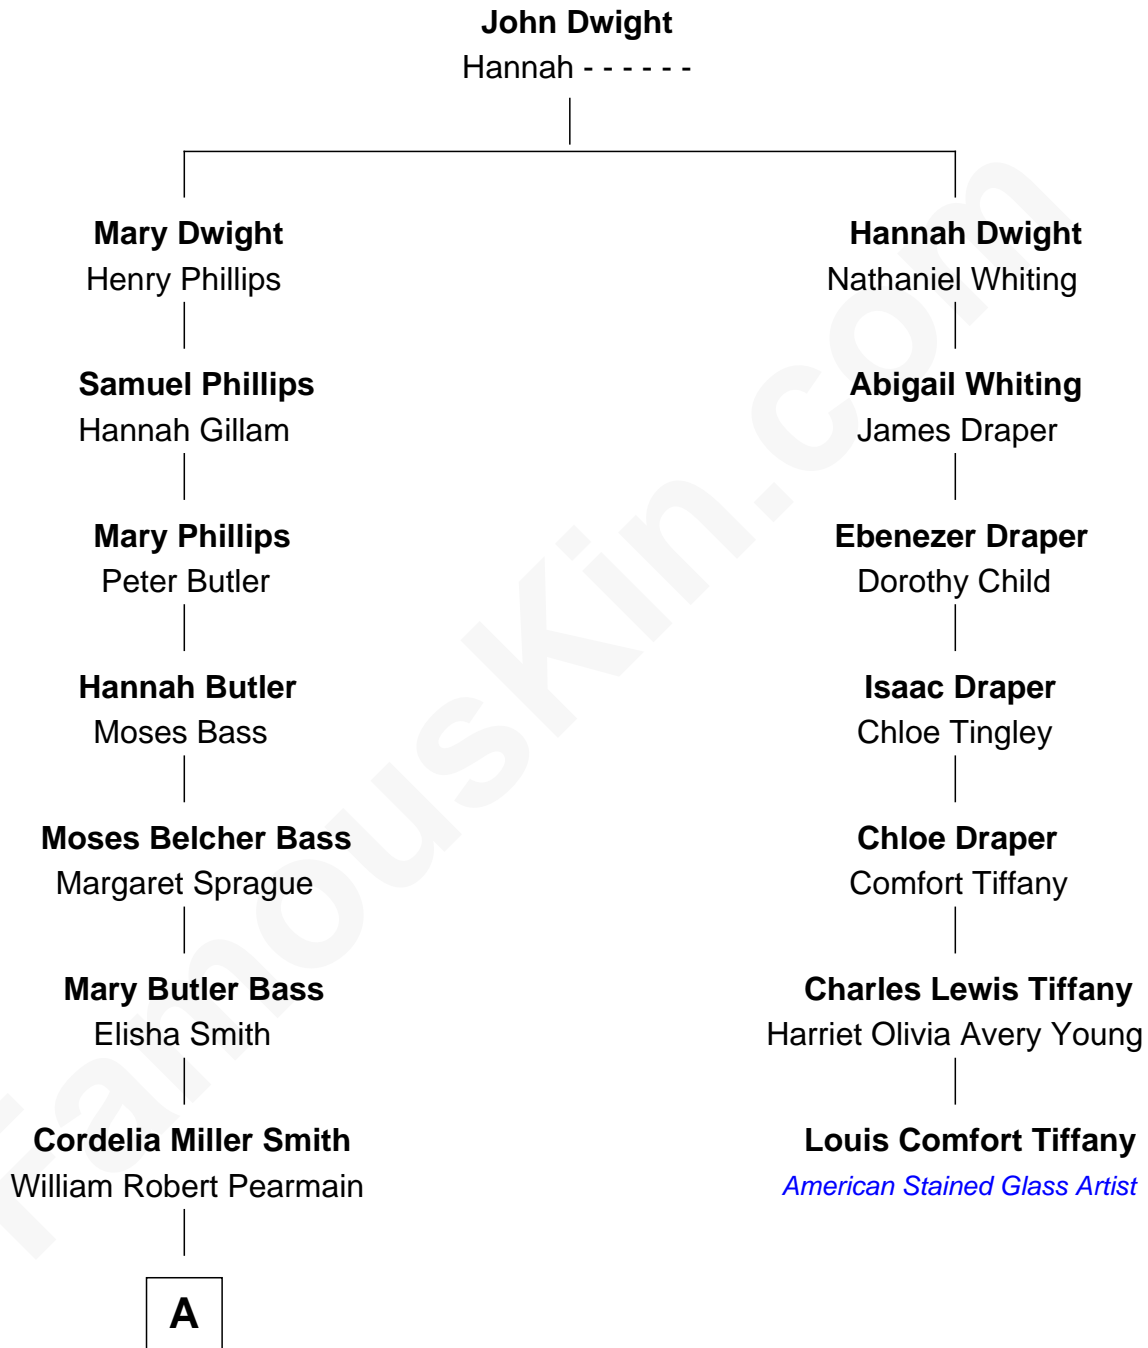 John Dwight
Hannah - - - - - -
Mary Dwight
Henry Phillips
Hannah Dwight
Nathaniel Whiting
Samuel Phillips
Hannah Gillam
Abigail Whiting
James Draper
Mary Phillips
Peter Butler
Ebenezer Draper
Dorothy Child
Hannah Butler
Moses Bass
Isaac Draper
Chloe Tingley
Moses Belcher Bass
Margaret Sprague
Chloe Draper
Comfort Tiffany
Mary Butler Bass
Elisha Smith
Charles Lewis Tiffany
Harriet Olivia Avery Young
Cordelia Miller Smith
William Robert Pearmain
Louis Comfort Tiffany
American Stained Glass Artist
A
FamousKin.com